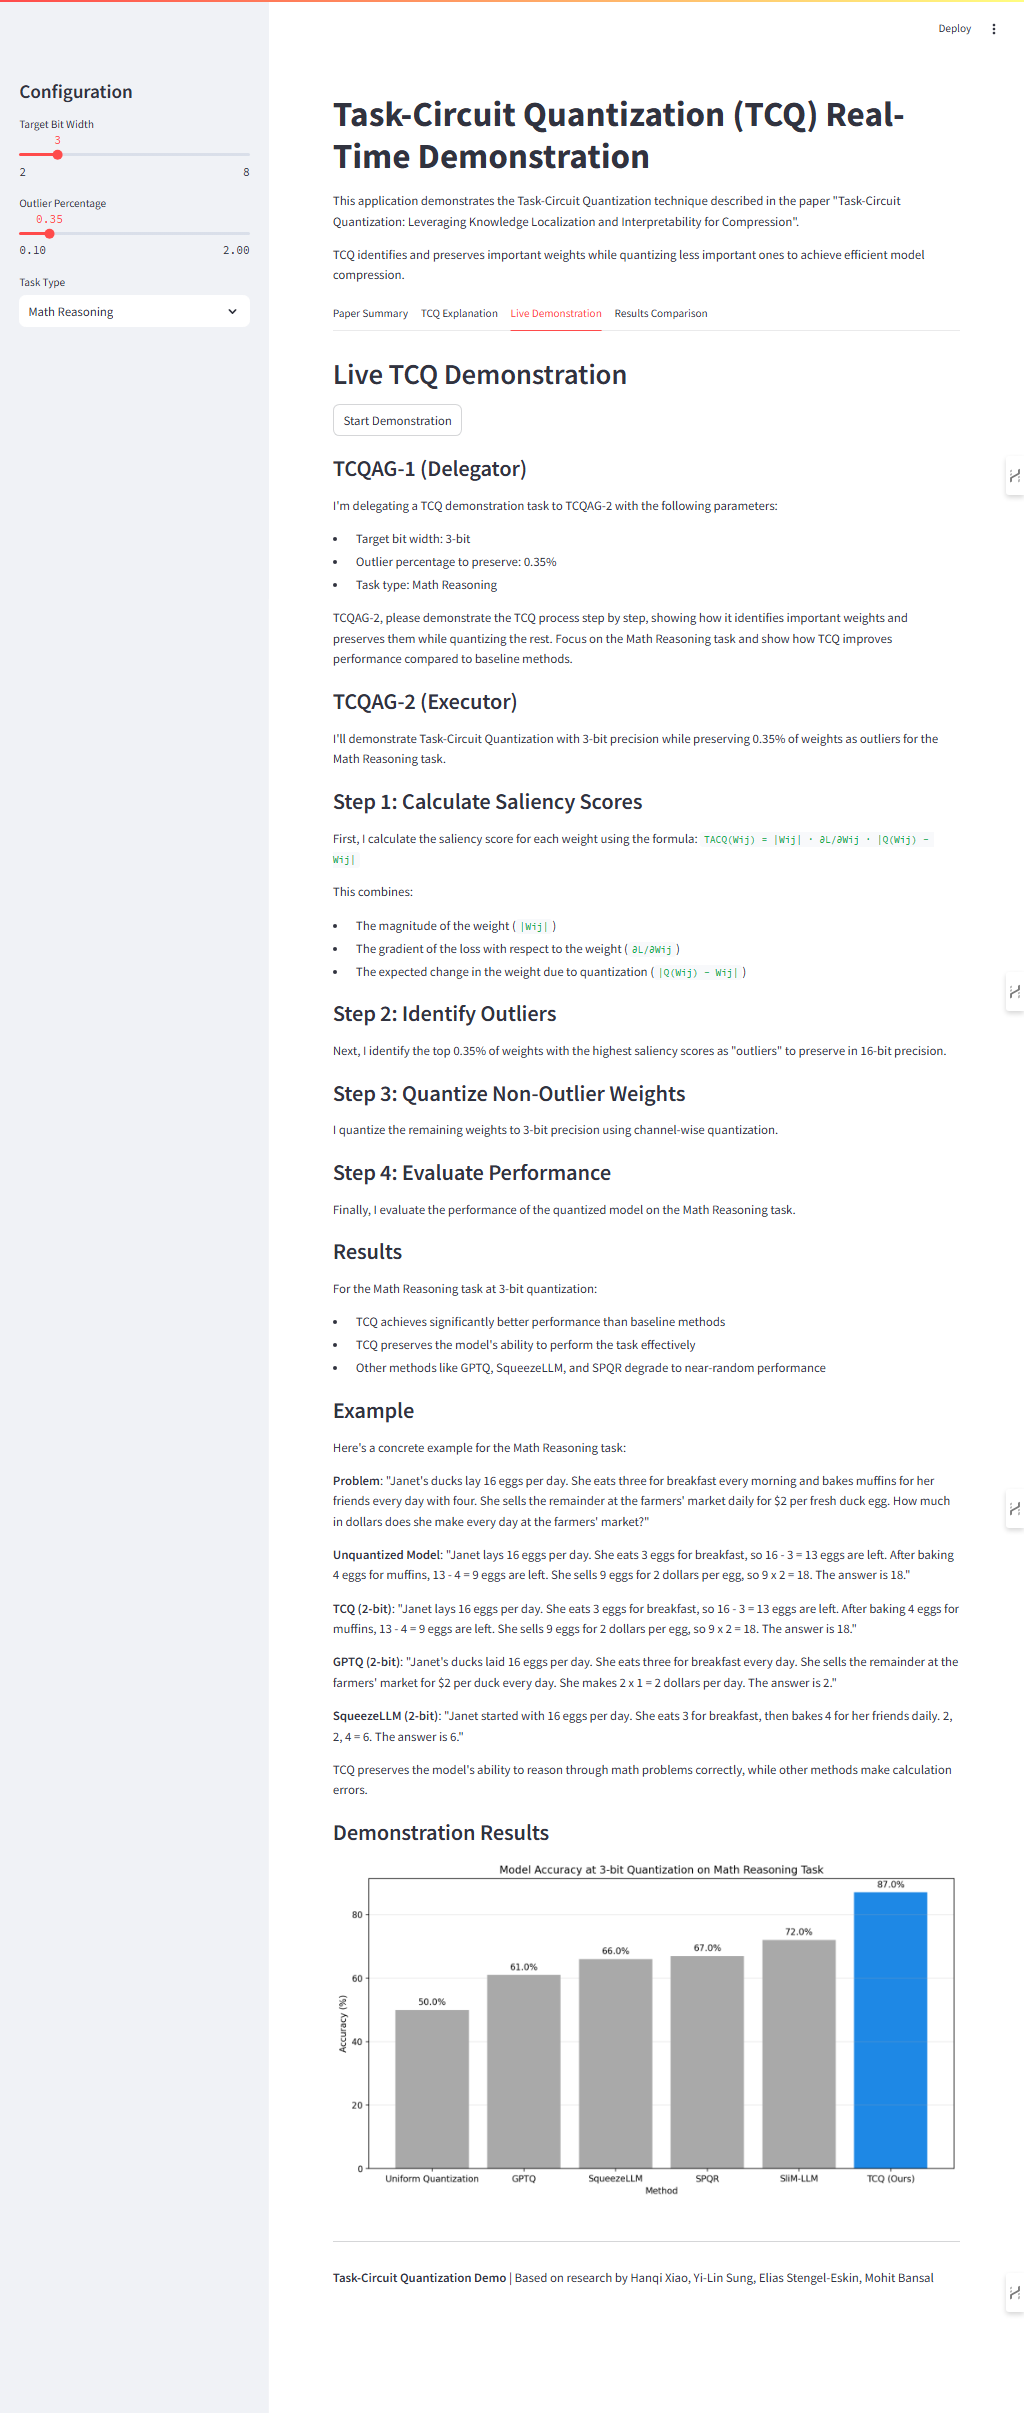 Deploy
Configuration
Target Bit Width
3
2 8
Outlier Percentage
0.35
0.10 2.00
Task Type
Math Reasoning
Task-Circuit Quantization (TCQ) Real-
Time Demonstration
This application demonstrates the Task-Circuit Quantization technique described in the paper "Task-Circuit
Quantization: Leveraging Knowledge Localization and Interpretability for Compression".
TCQ identifies and preserves important weights while quantizing less important ones to achieve efficient model
compression.
Paper Summary TCQ Explanation Live Demonstration Results Comparison
Live TCQ Demonstration
Start Demonstration
TCQAG-1 (Delegator)
I'm delegating a TCQ demonstration task to TCQAG-2 with the following parameters:
• Target bit width: 3-bit
• Outlier percentage to preserve: 0.35%
• Task type: Math Reasoning
TCQAG-2, please demonstrate the TCQ process step by step, showing how it identifies important weights and
preserves them while quantizing the rest. Focus on the Math Reasoning task and show how TCQ improves
performance compared to baseline methods.
TCQAG-2 (Executor)
I'll demonstrate Task-Circuit Quantization with 3-bit precision while preserving 0.35% of weights as outliers for the
Math Reasoning task.
Step 1: Calculate Saliency Scores
First, I calculate the saliency score for each weight using the formula: TACQ(Wij) = |Wij| · ∂L/∂Wij · |Q(Wij) −
Wij|
This combines:
• The magnitude of the weight ( |Wij| )
• The gradient of the loss with respect to the weight ( ∂L/∂Wij )
• The expected change in the weight due to quantization ( |Q(Wij) − Wij| )
Step 2: Identify Outliers
Next, I identify the top 0.35% of weights with the highest saliency scores as "outliers" to preserve in 16-bit precision.
Step 3: Quantize Non-Outlier Weights
I quantize the remaining weights to 3-bit precision using channel-wise quantization.
Step 4: Evaluate Performance
Finally, I evaluate the performance of the quantized model on the Math Reasoning task.
Results
For the Math Reasoning task at 3-bit quantization:
• TCQ achieves significantly better performance than baseline methods
• TCQ preserves the model's ability to perform the task effectively
• Other methods like GPTQ, SqueezeLLM, and SPQR degrade to near-random performance
Example
Here's a concrete example for the Math Reasoning task:
Problem: "Janet's ducks lay 16 eggs per day. She eats three for breakfast every morning and bakes muffins for her
friends every day with four. She sells the remainder at the farmers' market daily for $2 per fresh duck egg. How much
in dollars does she make every day at the farmers' market?"
Unquantized Model: "Janet lays 16 eggs per day. She eats 3 eggs for breakfast, so 16 - 3 = 13 eggs are left. After baking
4 eggs for muffins, 13 - 4 = 9 eggs are left. She sells 9 eggs for 2 dollars per egg, so 9 x 2 = 18. The answer is 18."
TCQ (2-bit): "Janet lays 16 eggs per day. She eats 3 eggs for breakfast, so 16 - 3 = 13 eggs are left. After baking 4 eggs for
muffins, 13 - 4 = 9 eggs are left. She sells 9 eggs for 2 dollars per egg, so 9 x 2 = 18. The answer is 18."
GPTQ (2-bit): "Janet's ducks laid 16 eggs per day. She eats three for breakfast every day. She sells the remainder at the
farmers' market for $2 per duck every day. She makes 2 x 1 = 2 dollars per day. The answer is 2."
SqueezeLLM (2-bit): "Janet started with 16 eggs per day. She eats 3 for breakfast, then bakes 4 for her friends daily. 2,
2, 4 = 6. The answer is 6."
TCQ preserves the model's ability to reason through math problems correctly, while other methods make calculation
errors.
Demonstration Results
Model Accuracy at 3-bit Quantization on Math Reasoning Task
87.0%
80
72.0%
67.0%
66.0%
61.0%
60
50.0%
Accuracy (%)
40
20
0
Uniform Quantization GPTQ SqueezeLLM SPQR SliM-LLM TCQ (Ours)
Method
Task-Circuit Quantization Demo | Based on research by Hanqi Xiao, Yi-Lin Sung, Elias Stengel-Eskin, Mohit Bansal